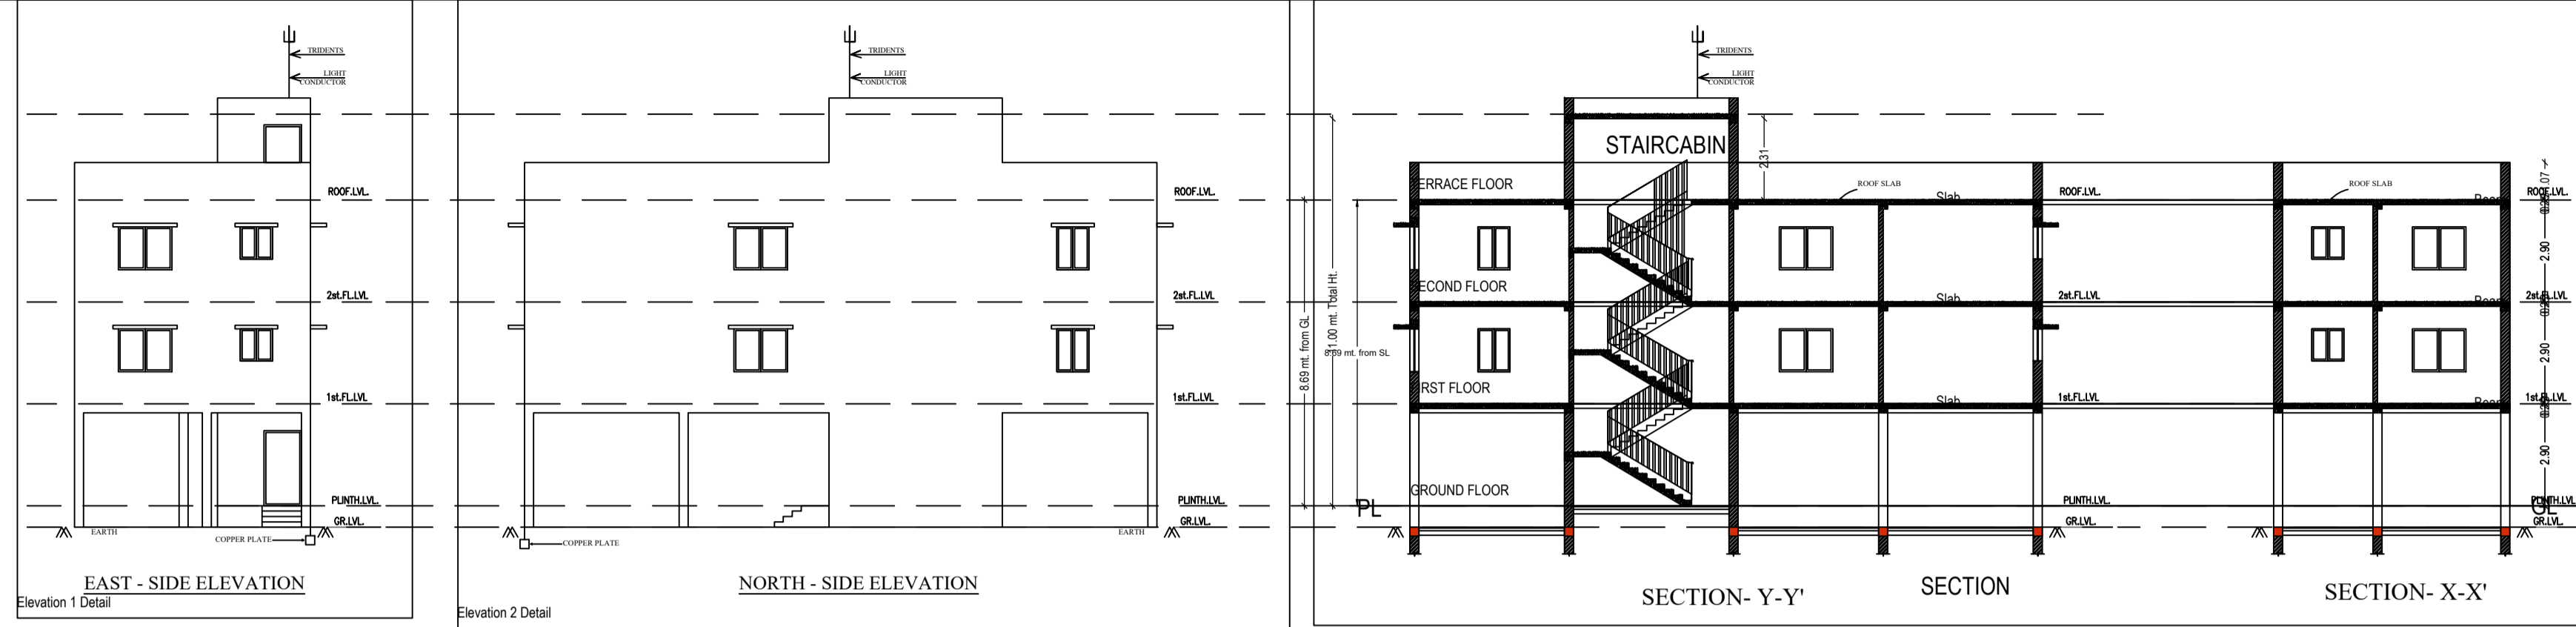 TRIDENTS
LIGHT
CONDUCTOR
ROOF.LVL.
2st.FL.LVL
1st.FL.LVL
PLINTH.LVL.
GR.LVL.
EARTH
COPPER PLATE
EAST - SIDE ELEVATION
Elevation 1 Detail
TRIDENTS
LIGHT
CONDUCTOR
ROOF.LVL.
2st.FL.LVL
1st.FL.LVL
PLINTH.LVL.
GR.LVL.
EARTH
COPPER PLATE
NORTH - SIDE ELEVATION
Elevation 2 Detail
TRIDENTS
LIGHT
CONDUCTOR
STAIRCABIN
2.31
ERRACE FLOOR
ROOF SLAB
Slab
ROOF.LVL.
ECOND FLOOR
Slab
2st.FL.LVL
8.69 mt. from GL
mt. Total Ht.
8.69 mt. from SL
RST FLOOR
Slab
1st.FL.LVL
GROUND FLOOR
PL
PLINTH.LVL.
GR.LVL.
SECTION- Y-Y'
SECTION
ROOF SLAB
ROOF.LVL.
2.90
2st.FL.LVL
2.90
1st.FL.LVL
2.90
PLINTH.LVL
GL
GR.LVL.
SECTION- X-X'